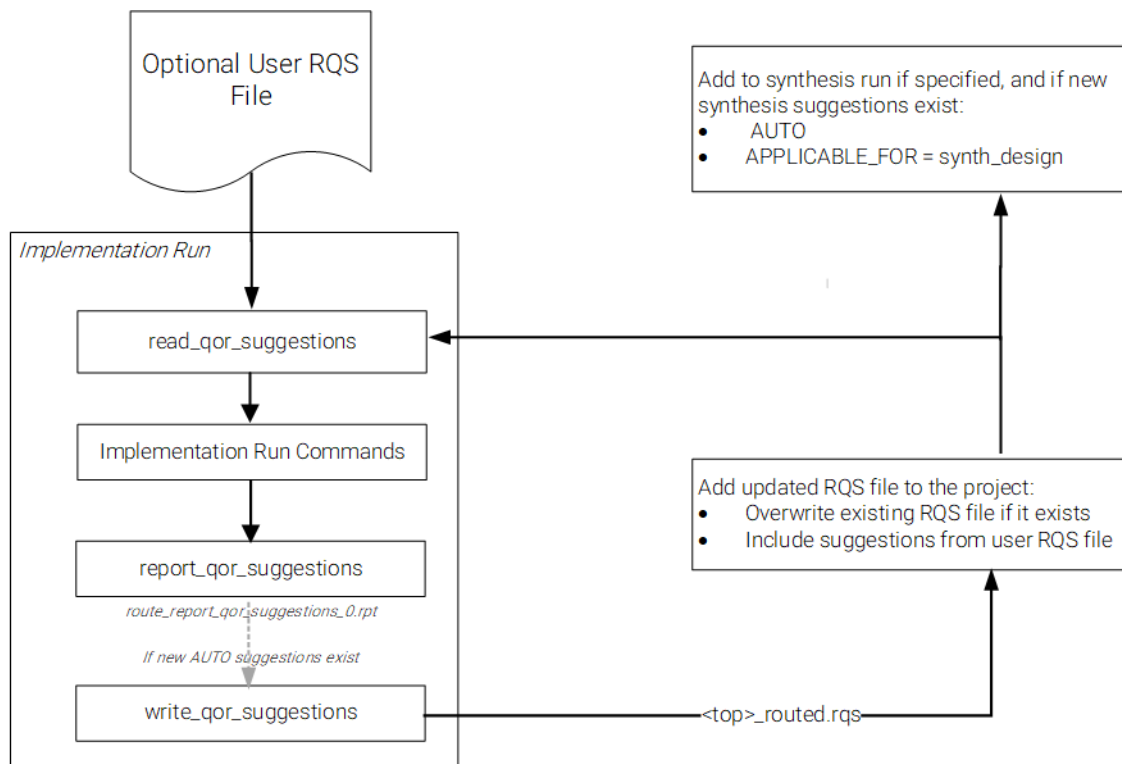 Optional User RQS
File
Implementation Run
read_qor_suggestions
Implementation Run Commands
report_qor_suggestions
route_report_qor_suggestions_0.rpt
If new AUTO suggestions exist
write_qor_suggestions
<top>_routed.rqs
Add updated RQS file to the project:
• Overwrite existing RQS file if it exists
• Include suggestions from user RQS file
Add to synthesis run if specified, and if new
synthesis suggestions exist:
• AUTO
• APPLICABLE_FOR = synth_design